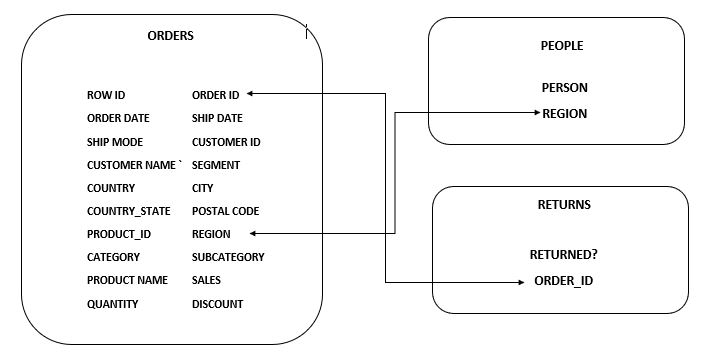 ORDERS
ROW ID ORDER ID
ORDER DATE SHIP DATE
SHIP MODE CUSTOMER ID
CUSTOMER NAME ` SEGMENT
COUNTRY CITY
COUNTRY_STATE POSTAL CODE
PRODUCT_ID REGION
CATEGORY SUBCATEGORY
PRODUCT NAME SALES
QUANTITY DISCOUNT
PEOPLE
PERSON
REGION
RETURNS
RETURNED?
ORDER_ID